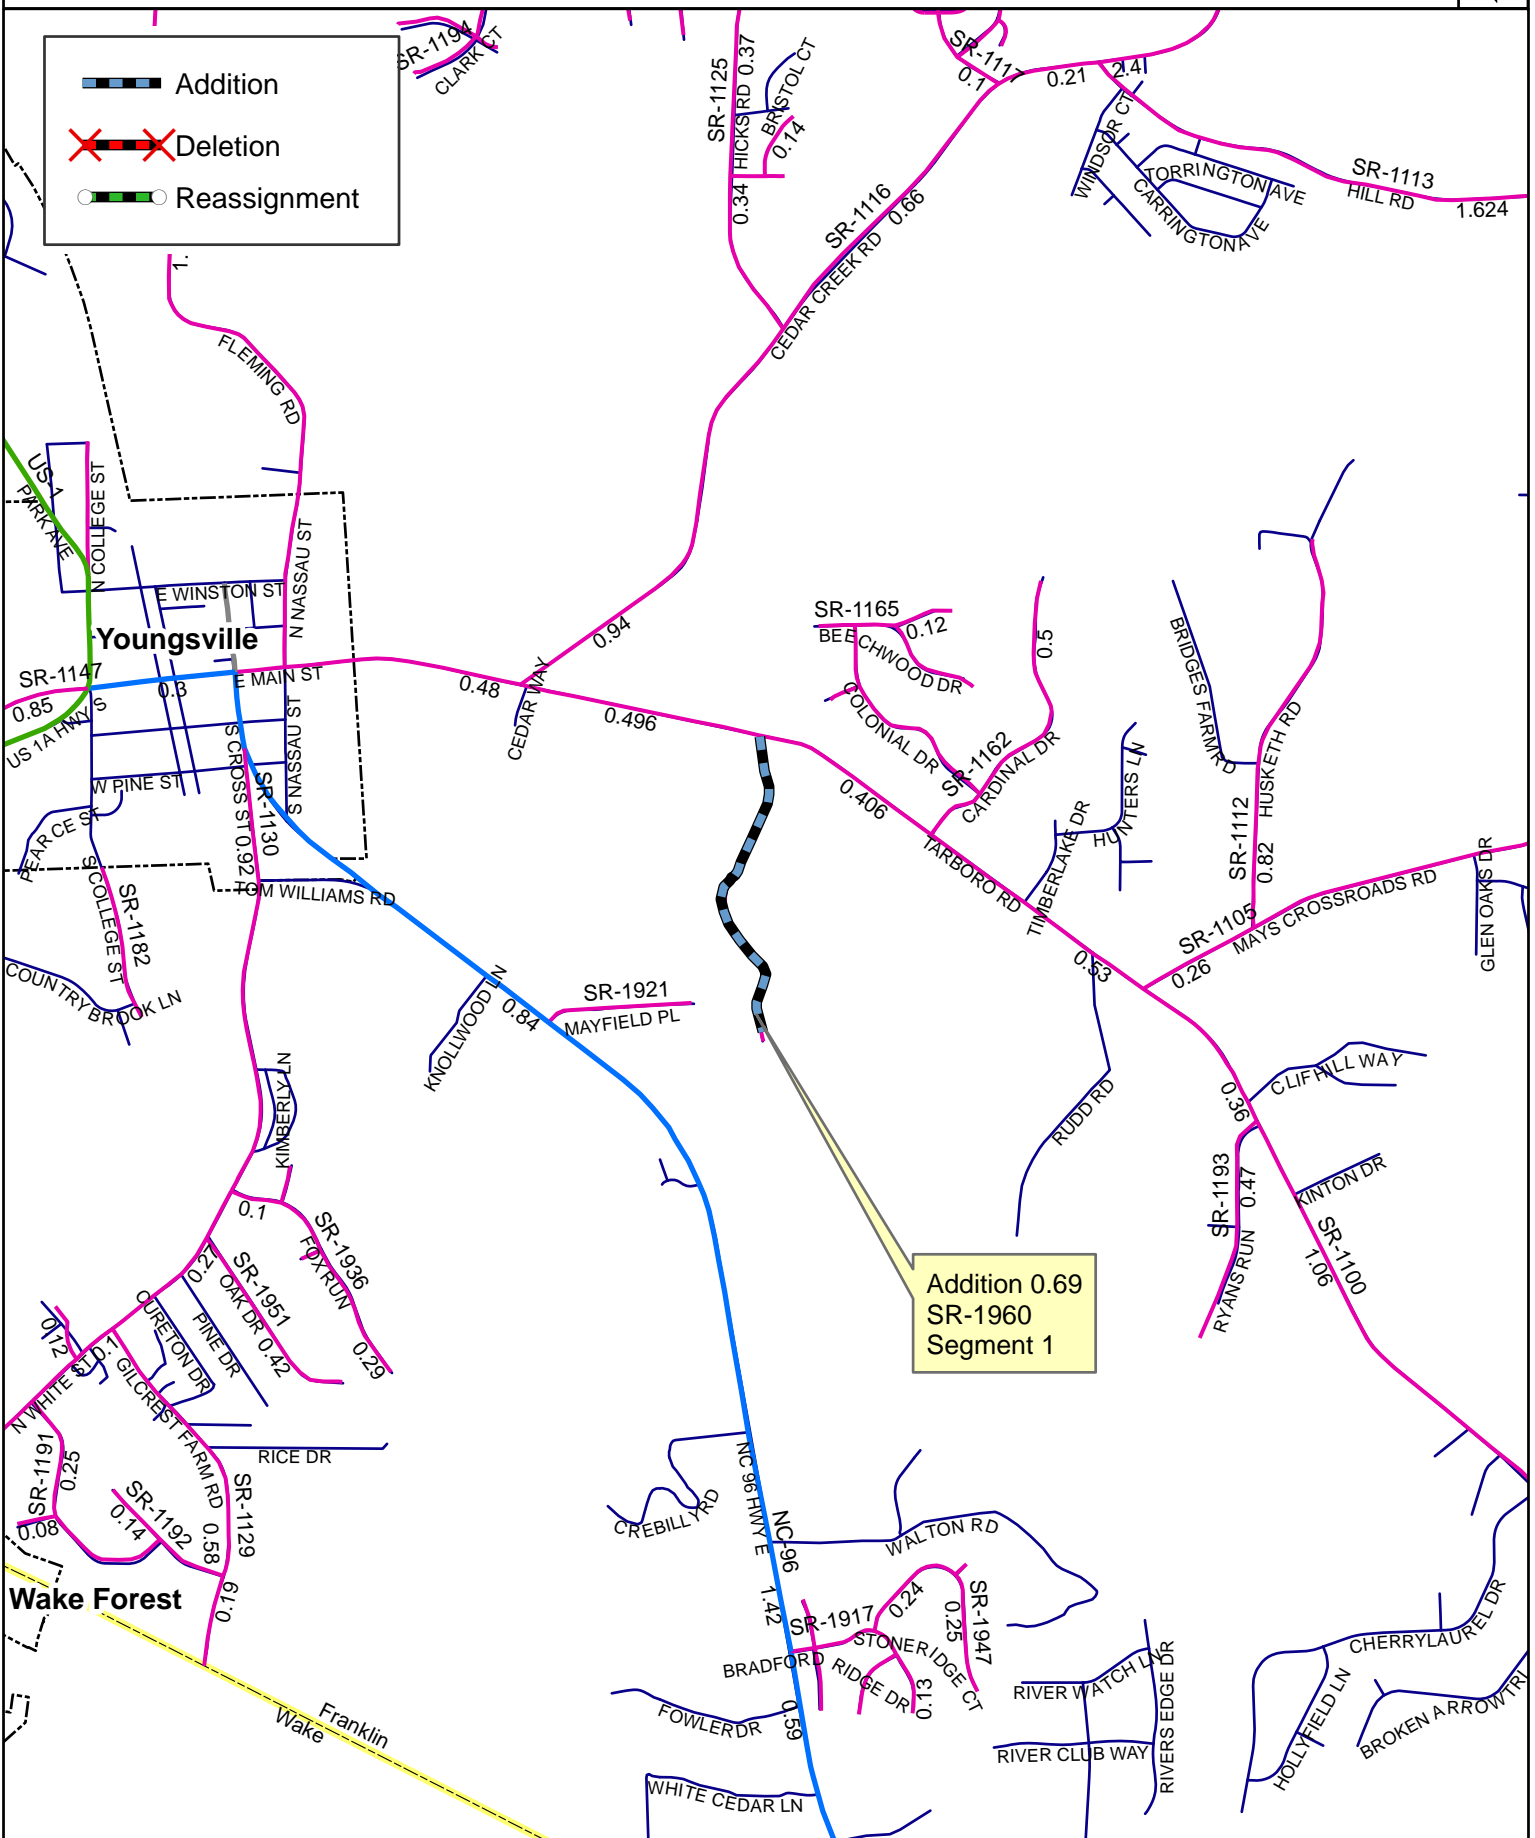 Addition
Deletion
Reassignment
SR-1194
CLARK CT
SR-1125
HICKS RD
0.37
0.34
BRISTOL CT
0.14
SR-1117
0.1
0.21
2.4
WINDSOR CT
TORRINGTON AVE
CARRINGTON AVE
SR-1113
HILL RD
1.624
SR-1116
0.66
CEDAR CREEK RD
1.
FLEMING RD
US-1
PARK AVE
N COLLEGE ST
N NASSAU ST
E WINSTON ST
Youngsville
SR-1147
0.85
US 1A HWY S
0.3
E MAIN ST
0.48
CEDAR WAY
0.94
0.496
SR-1165
BEECHWOOD DR
0.12
COLONIAL DR
0.5
SR-1162
CARDINAL DR
0.406
TARBORO RD
TIMBERLAKE DR
HUNTERS LN
BRIDGES FARM RD
HUSKETH RD
SR-1112
0.82
SR-1105
0.26
MAYS CROSSROADS RD
GLEN OAKS DR
0.53
S CROSS ST
0.92
SR-1130
S NASSAU ST
W PINE ST
PEARCE ST
S COLLEGE ST
SR-1182
TOM WILLIAMS RD
COUNTRY BROOK LN
KNOLLWOOD LN
0.84
SR-1921
MAYFIELD PL
RUDD RD
CLIFHILL WAY
0.36
SR-1193
0.47
RYANS RUN
KINTON DR
SR-1100
1.06
KIMBERLY LN
0.1
SR-1936
FOX RUN
0.29
0.27
SR-1951
OAK DR
0.42
PINE DR
CURETON DR
0.12
N WHITE ST
0.1
GILCREST FARM RD
RICE DR
SR-1191
0.25
0.08
SR-1192
0.14
0.58
SR-1129
0.19
Wake Forest
Addition 0.69
SR-1960
Segment 1
NC 96 HWY E
NC-96
1.42
CREBILLY RD
WALTON RD
SR-1917
0.24
0.25
SR-1947
BRADFORD
RIDGE DR
STONERIDGE CT
0.13
0.59
FOWLER DR
WHITE CEDAR LN
RIVER WATCH LN
RIVER CLUB WAY
RIVERS EDGE DR
CHERRYLAUREL DR
HOLLYFIELD LN
BROKEN ARROW TRL
Franklin
Wake